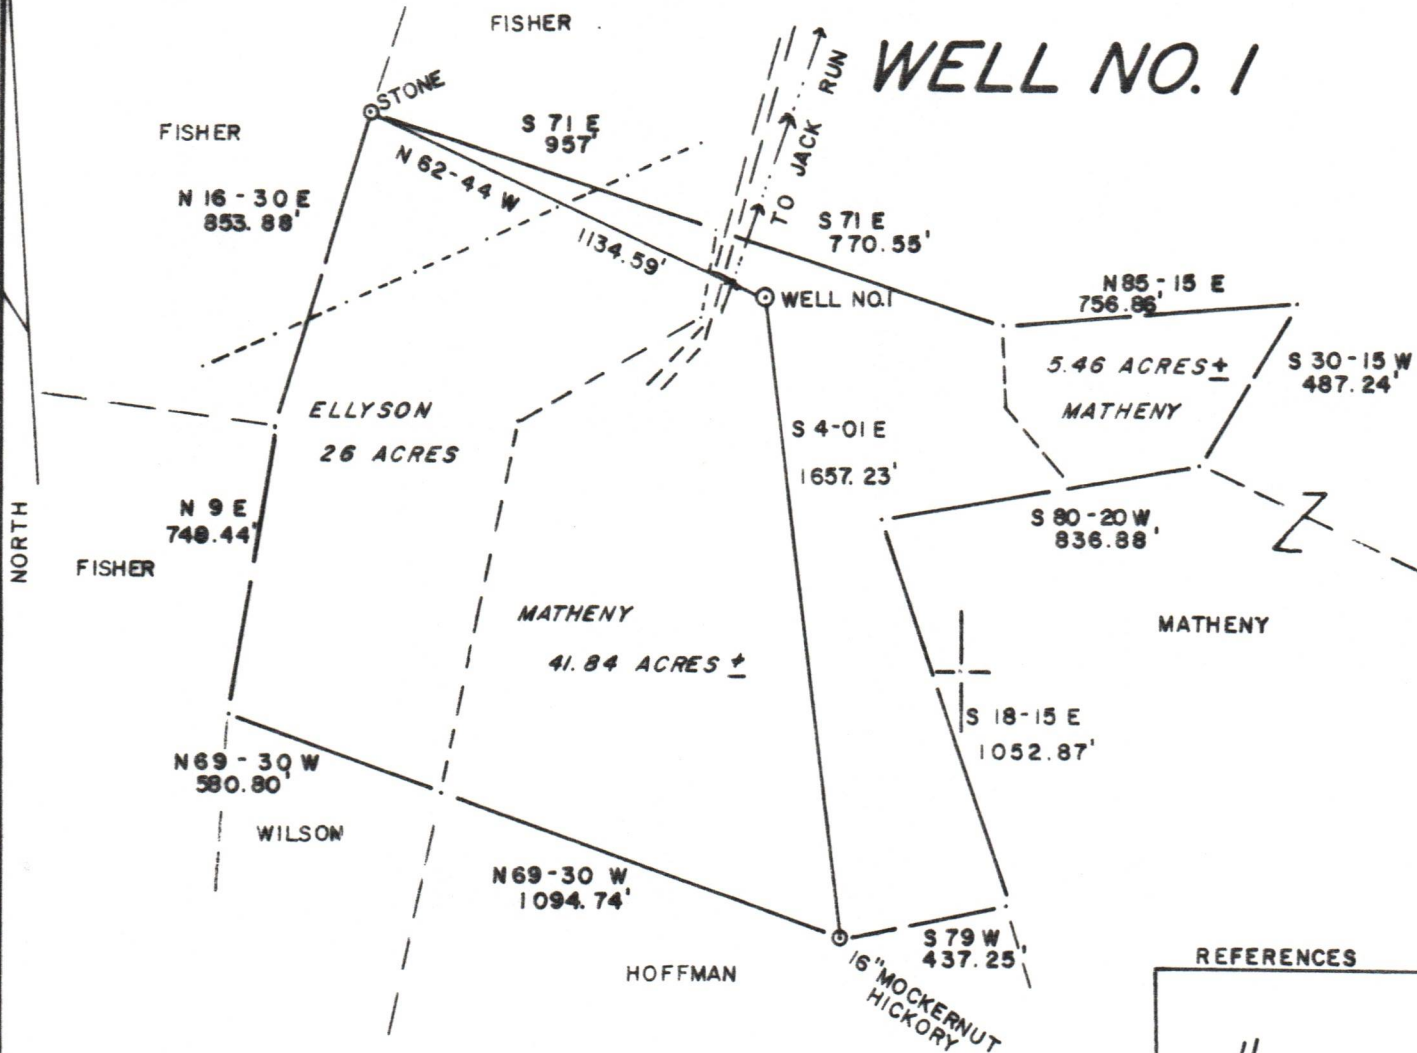 FISHER
WELL NO. 1
STONE
FISHER
S 71 E
957'
N 62-44 W
1134.59'
TO JACK RUN
N 16-30 E
853.88'
S 71 E
770.55'
N85-15 E
756.86'
WELL NO.1
5.46 ACRES ±
MATHENY
S 30-15 W
487.24'
ELLYSON
26 ACRES
S 4-01 E
1657.23'
N 9 E
NORTH
FISHER
S 80-20 W
836.88'
MATHENY
41.84 ACRES ±
MATHENY
S 18-15 E
1052.87'
N69-30 W
580.80'
WILSON
N69-30 W
1094.74'
S 79 W
437.25'
HOFFMAN
16" MOCKERNUT
HICKORY
REFERENCES